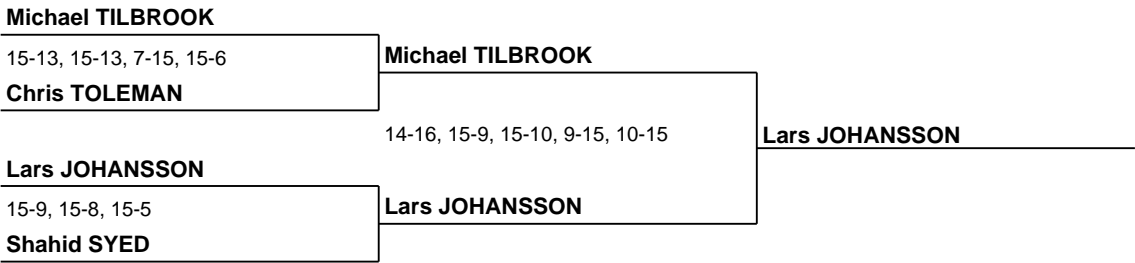 Michael TILBROOK
15-13, 15-13, 7-15, 15-6
Michael TILBROOK
Chris TOLEMAN
14-16, 15-9, 15-10, 9-15, 10-15
Lars JOHANSSON
Lars JOHANSSON
15-9, 15-8, 15-5
Lars JOHANSSON
Shahid SYED